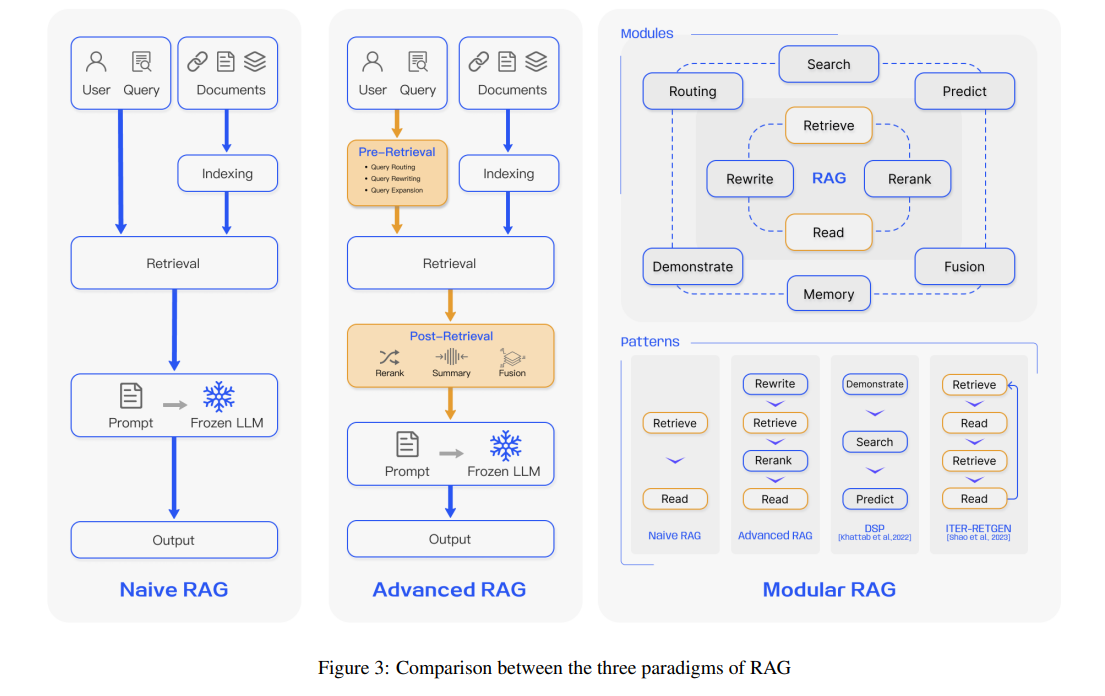 User Query
Documents
Indexing
Retrieval
Prompt
Frozen LLM
Output
Naive RAG
User Query
Documents
Pre-Retrieval
• Query Routing
• Query Rewriting
• Query Expansion
Indexing
Retrieval
Post-Retrieval
Rerank Summary Fusion
Prompt
Frozen LLM
Output
Advanced RAG
Modules
Search
Routing
Predict
Retrieve
Rewrite
RAG
Rerank
Read
Demonstrate
Fusion
Memory
Patterns
Retrieve
Read
Naive RAG
Rewrite
Retrieve
Rerank
Read
Advanced RAG
Demonstrate
Search
Predict
DSP
[Khattab et al.,2022]
Retrieve
Read
Retrieve
Read
ITER-RETGEN
[Shao et al., 2023]
Modular RAG
Figure 3: Comparison between the three paradigms of RAG